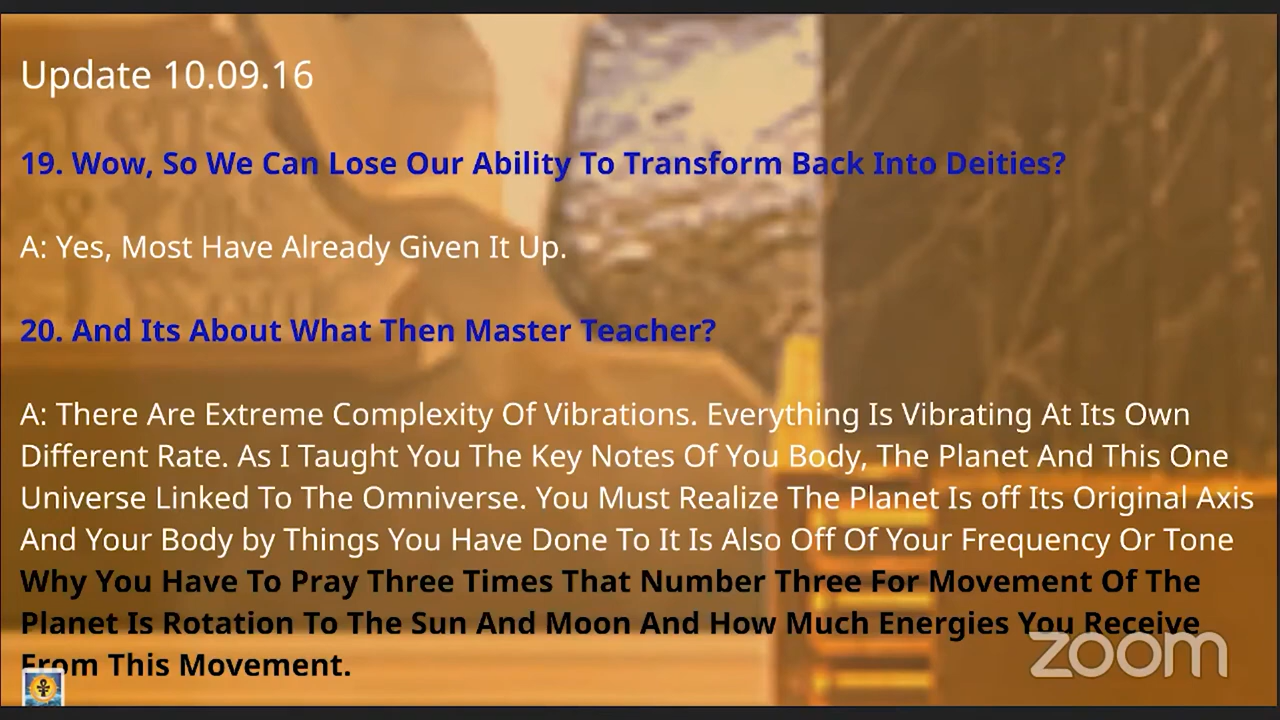 Update 10.09.16
19. Wow, So We Can Lose Our Ability To Transform Back Into Deities?
A: Yes, Most Have Already Given It Up.
20. And Its About What Then Master Teacher?
A: There Are Extreme Complexity Of Vibrations. Everything Is Vibrating At Its Own
Different Rate. As I Taught You The Key Notes Of You Body, The Planet And This One
Universe Linked To The Omniverse. You Must Realize The Planet Is off Its Original Axis
And Your Body by Things You Have Done To It Is Also Off Of Your Frequency Or Tone
Why You Have To Pray Three Times That Number Three For Movement Of The
Planet Is Rotation To The Sun And Moon And How Much Energies You Receive
From This Movement.
zoom